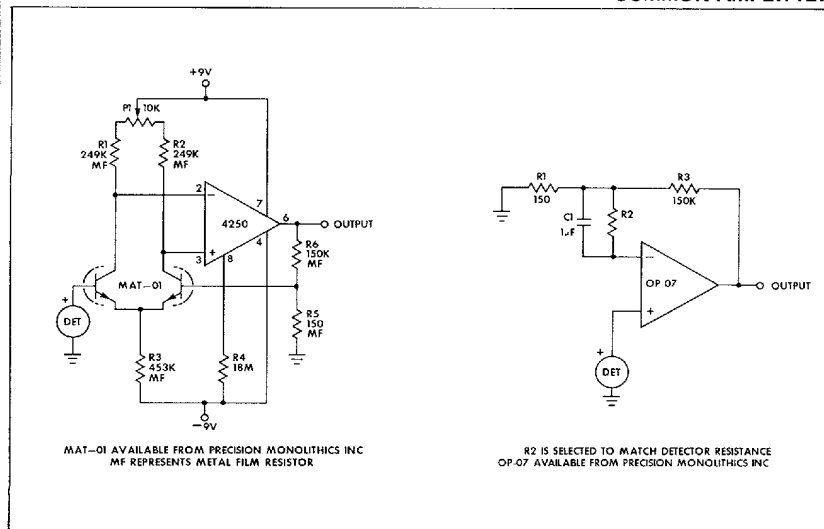 +9V
P1 10K
R1
249K
MF
R2
249K
MF
2
−
7
4250
6
OUTPUT
+
3
8
4
R6
150K
MF
MAT–01
+
DET
R5
150
MF
R3
453K
MF
R4
18M
−9V
MAT–01 AVAILABLE FROM PRECISION MONOLITHICS INC
MF REPRESENTS METAL FILM RESISTOR
R1
150
R3
150K
C1
1µF
R2
−
OP 07
OUTPUT
+
+
DET
R2 IS SELECTED TO MATCH DETECTOR RESISTANCE
OP-07 AVAILABLE FROM PRECISION MONOLITHICS INC